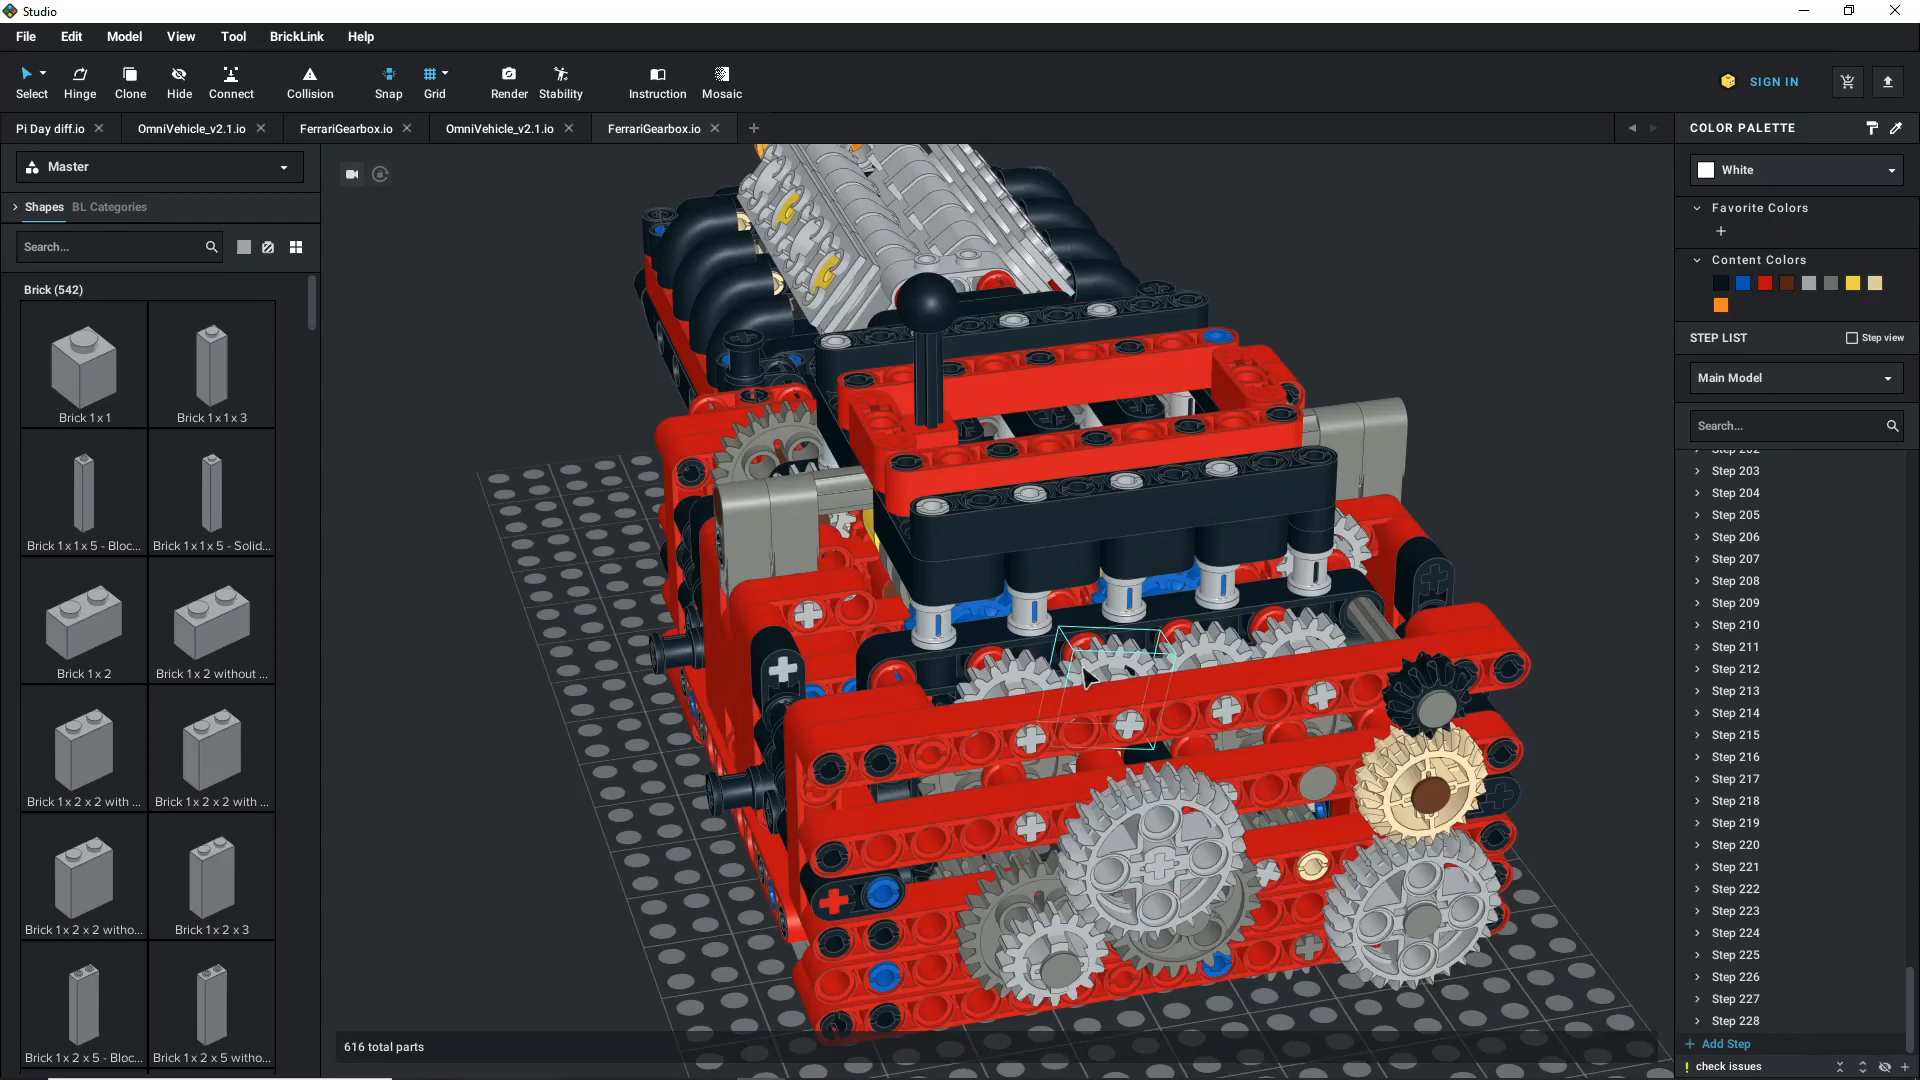 Studio
File Edit Model View Tool BrickLink Help
Select Hinge Clone Hide Connect Collision Snap Grid Render Stability Instruction Mosaic
SIGN IN
Pi Day diff.io OmniVehicle_v2.1.io FerrariGearbox.io OmniVehicle_v2.1.io FerrariGearbox.io
COLOR PALETTE
Master
White
Shapes BL Categories
Favorite Colors
Search...
Content Colors
Brick (542)
STEP LIST
Step view
Main Model
Brick 1 x 1 Brick 1 x 1 x 3
Search...
Step 202
Step 203
Step 204
Step 205
Step 206
Brick 1 x 1 x 5 - Bloc... Brick 1 x 1 x 5 - Solid...
Step 207
Step 208
Step 209
Step 210
Step 211
Step 212
Brick 1 x 2 Brick 1 x 2 without ...
Step 213
Step 214
Step 215
Step 216
Step 217
Step 218
Brick 1 x 2 x 2 with ... Brick 1 x 2 x 2 with ...
Step 219
Step 220
Step 221
Step 222
Step 223
Step 224
Brick 1 x 2 x 2 witho... Brick 1 x 2 x 3
Step 225
Step 226
Step 227
Step 228
616 total parts
Add Step
Brick 1 x 2 x 5 - Bloc... Brick 1 x 2 x 5 witho...
check issues